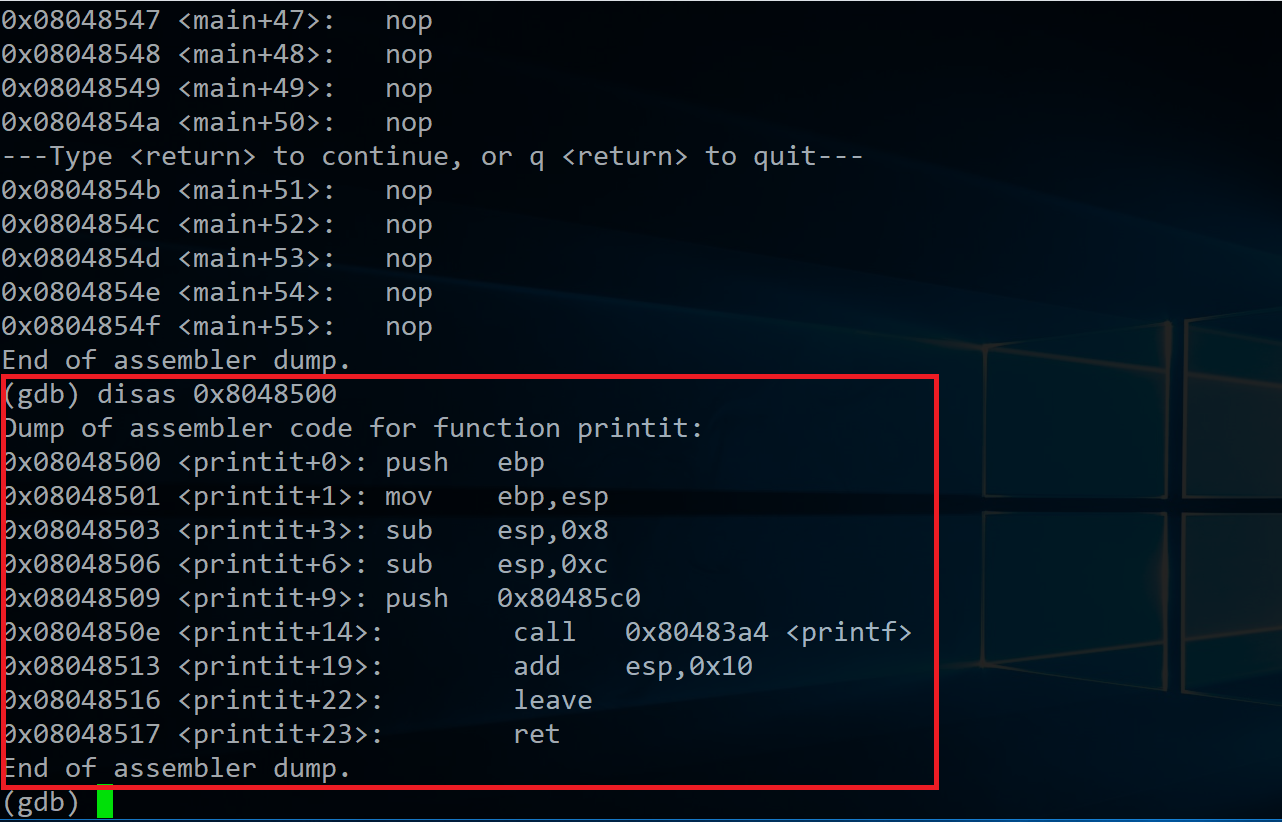 0x08048547 <main+47>:   nop
0x08048548 <main+48>:   nop
0x08048549 <main+49>:   nop
0x0804854a <main+50>:   nop
---Type <return> to continue, or q <return> to quit---
0x0804854b <main+51>:   nop
0x0804854c <main+52>:   nop
0x0804854d <main+53>:   nop
0x0804854e <main+54>:   nop
0x0804854f <main+55>:   nop
End of assembler dump.
(gdb) disas 0x8048500
Dump of assembler code for function printit:
0x08048500 <printit+0>: push   ebp
0x08048501 <printit+1>: mov    ebp,esp
0x08048503 <printit+3>: sub    esp,0x8
0x08048506 <printit+6>: sub    esp,0xc
0x08048509 <printit+9>: push   0x80485c0
0x0804850e <printit+14>:        call   0x80483a4 <printf>
0x08048513 <printit+19>:        add    esp,0x10
0x08048516 <printit+22>:        leave
0x08048517 <printit+23>:        ret
End of assembler dump.
(gdb)